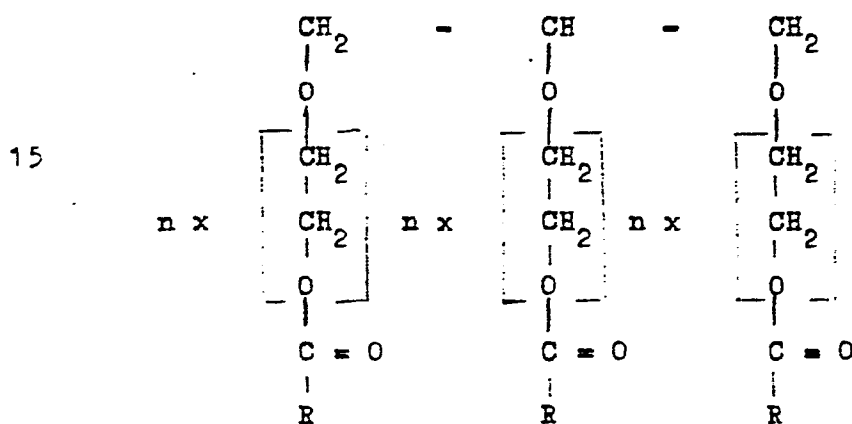 CH2 - CH - CH2
O O O
15 CH2 CH2 CH2
n x CH2 n x CH2 n x CH2
O O O
C = O C = O C = O
R R R